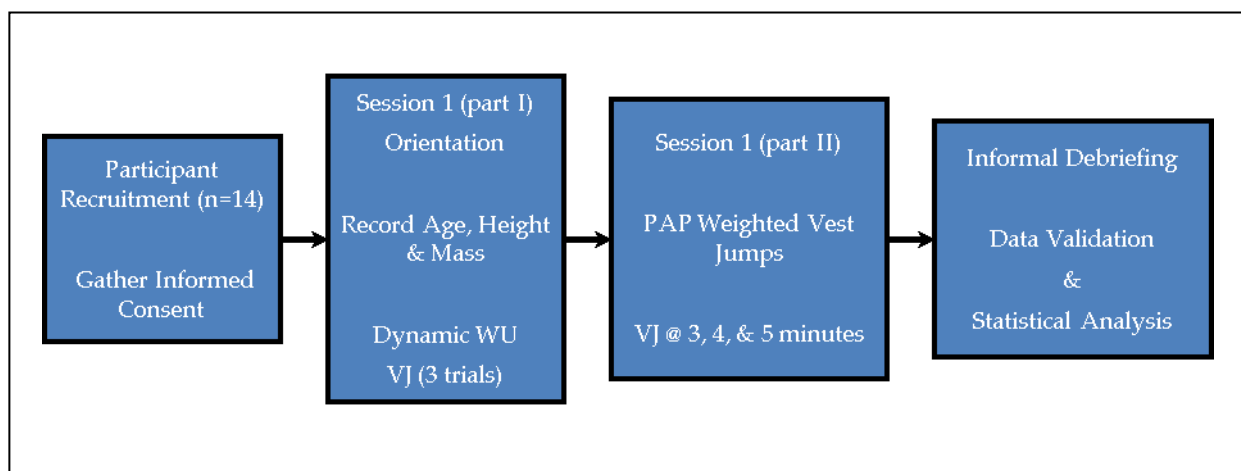 Participant
Recruitment (n=14)
Gather Informed
Consent
Session 1 (part I)
Orientation
Record Age, Height
& Mass
Dynamic WU
VJ (3 trials)
Session 1 (part II)
PAP Weighted Vest
Jumps
VJ @ 3, 4, & 5 minutes
Informal Debriefing
Data Validation
&
Statistical Analysis